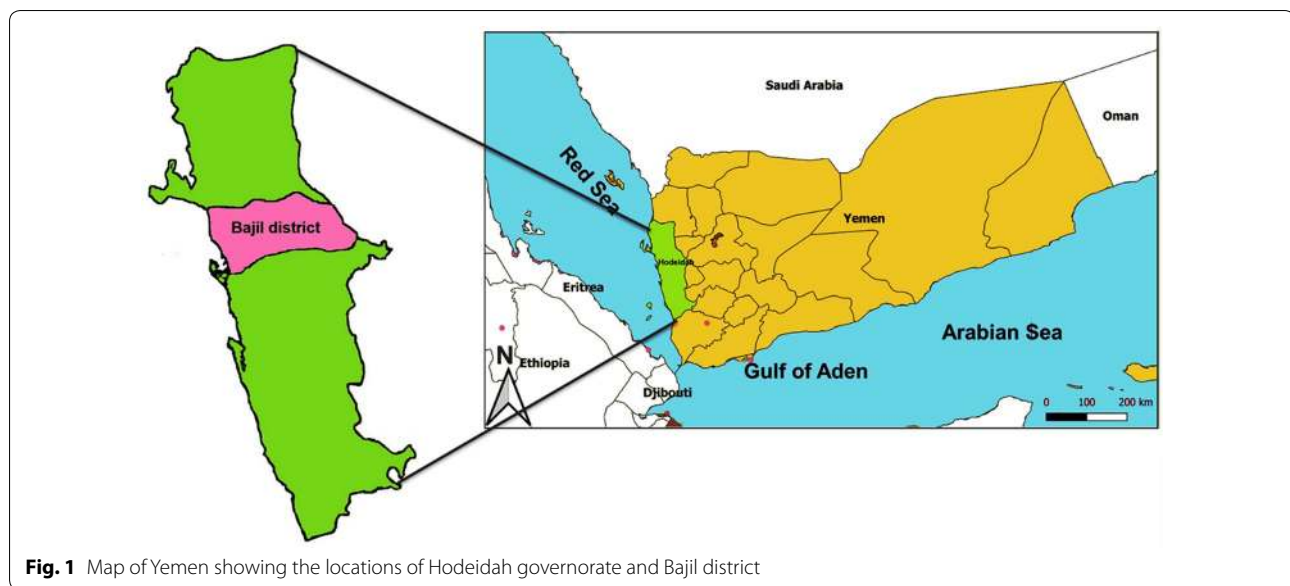 Bajil district
Saudi Arabia
Oman
Red Sea
Yemen
Hodeidah
Eritrea
Arabian Sea
N
Ethiopia
Gulf of Aden
Djibouti
0 100 200 km
Fig. 1 Map of Yemen showing the locations of Hodeidah governorate and Bajil district